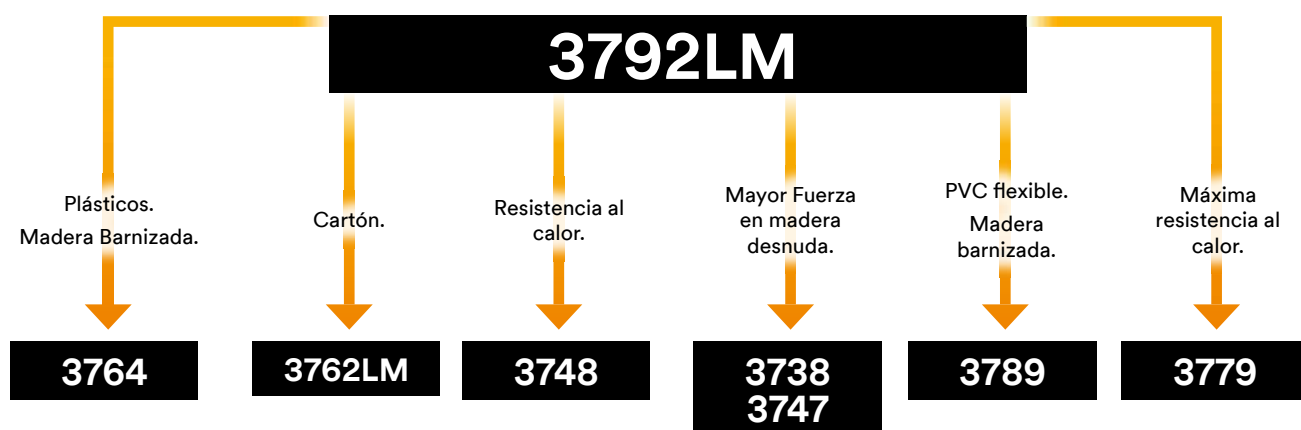 3792LM
Plásticos.
Madera Barnizada.
Cartón.
Resistencia al
calor.
Mayor Fuerza
en madera
desnuda.
PVC flexible.
Madera
barnizada.
Máxima
resistencia al
calor.
3764
3762LM
3748
3738
3747
3789
3779